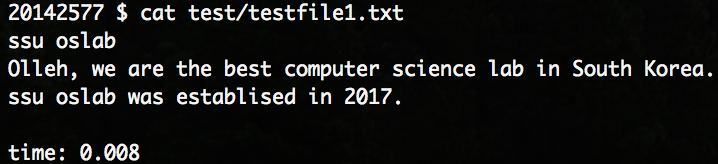 20142577 $ cat test/testfile1.txt
ssu oslab
Olleh, we are the best computer science lab in South Korea.
ssu oslab was establised in 2017.
time: 0.008